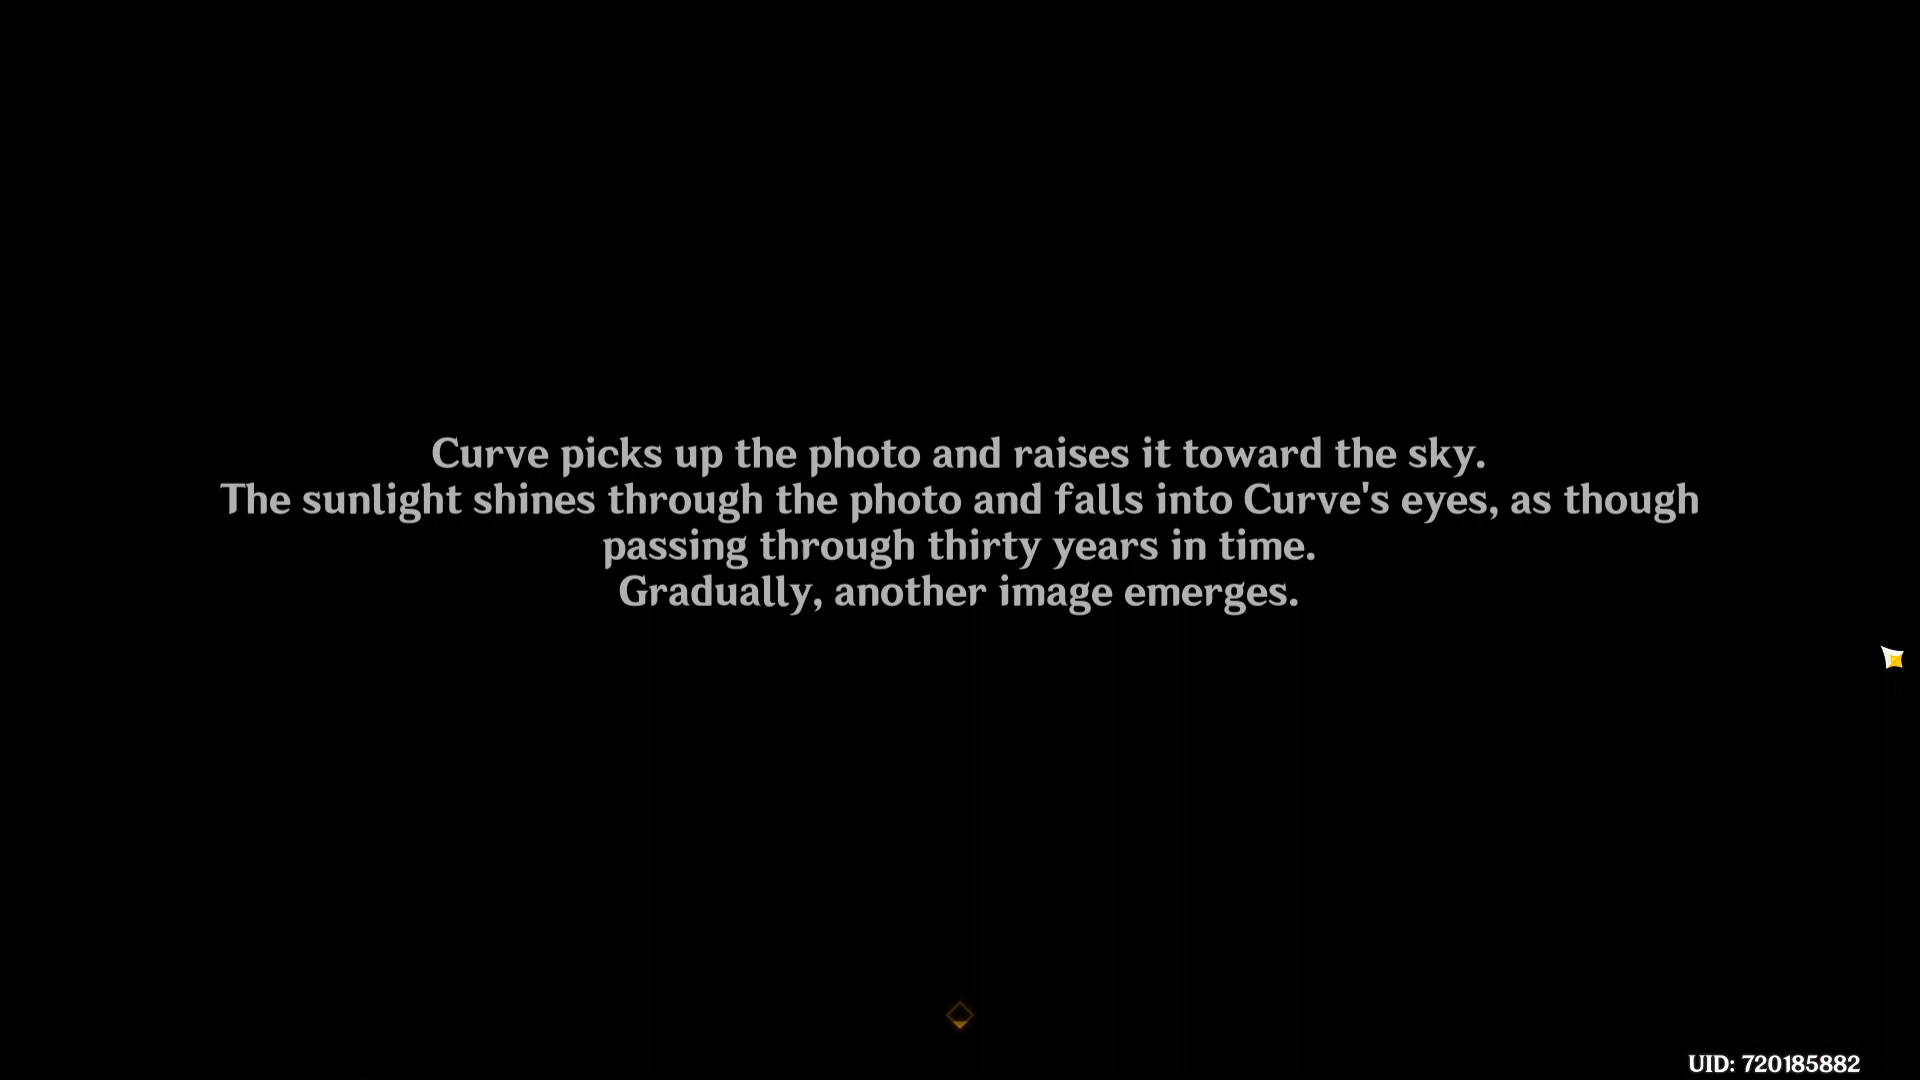 Curve picks up the photo and raises it toward the sky.
The sunlight shines through the photo and falls into Curve's eyes, as though
passing through thirty years in time.
Gradually, another image emerges.
UID: 720185882